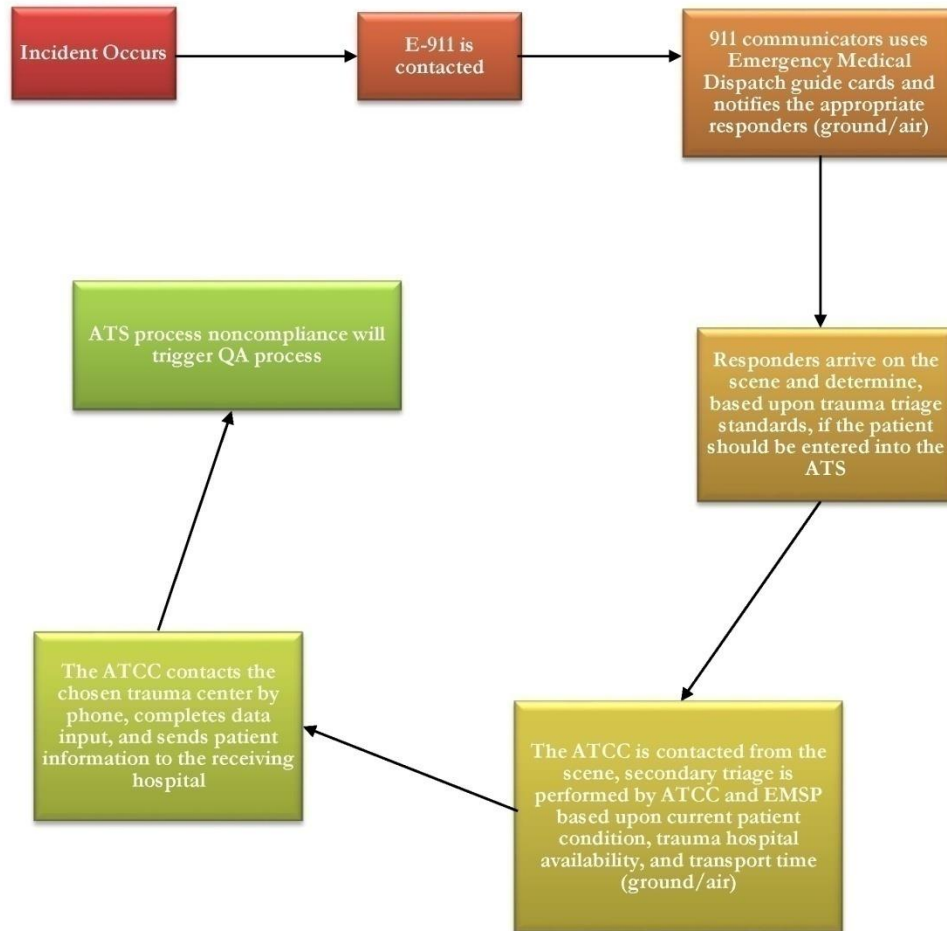 Incident Occurs
E-911 is
contacted
911 communicators uses
Emergency Medical
Dispatch guide cards and
notifies the appropriate
responders (ground/air)
Responders arrive on the
scene and determine,
based upon trauma triage
standards, if the patient
should be entered into the
ATS
The ATCC is contacted from the
scene, secondary triage is
performed by ATCC and EMSP
based upon current patient
condition, trauma hospital
availability, and transport time
(ground/air)
The ATCC contacts the
chosen trauma center by
phone, completes data
input, and sends patient
information to the receiving
hospital
ATS process noncompliance will
trigger QA process